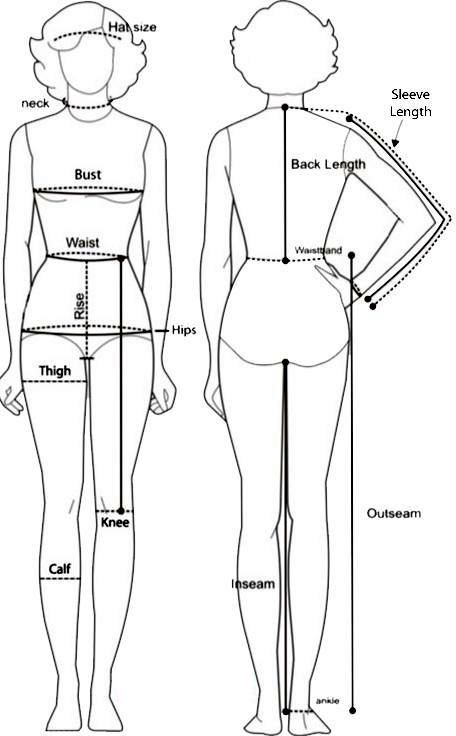 Hat size
neck
Bust
Waist
Rise
Hips
Thigh
Knee
Calf
Sleeve
Length
Back Length
Waistband
Outseam
Inseam
ankle